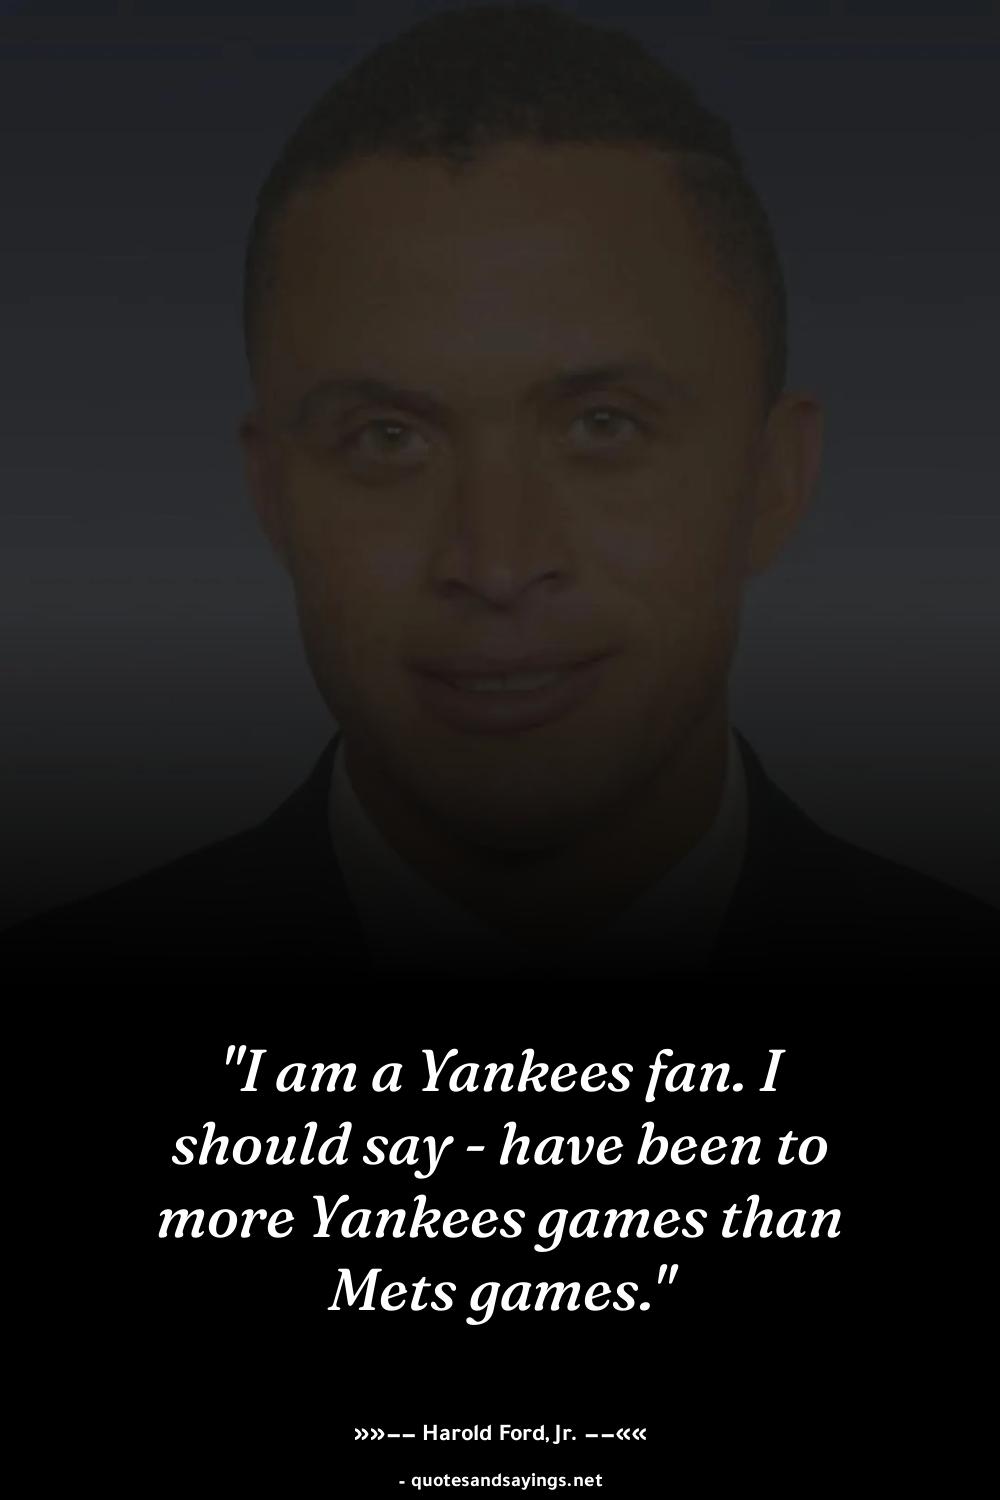 "I am a Yankees fan. I
should say - have been to
more Yankees games than
Mets games."
»»−− Harold Ford, Jr. −−««
- quotesandsayings.net